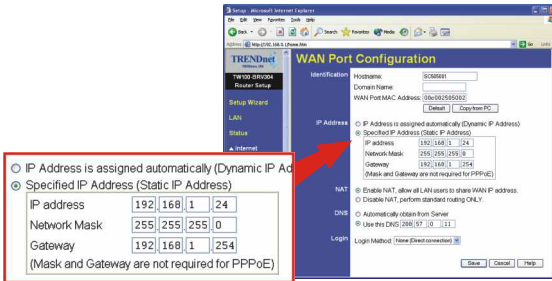 Setup - Microsoft Internet Explorer
File Edit View Favorites Tools Help
Back Search Favorites Media
Address http://192.168.0.1/home.htm Go Links
TRENDnet
TW100-BRV304
Router Setup
Setup Wizard
LAN
Status
Internet
WAN Port Configuration
Identification
Hostname:
Domain Name:
WAN Port MAC Address: 00c002505002
Default Copy from PC
IP Address
IP Address is assigned automatically (Dynamic IP Address)
Specified IP Address (Static IP Address)
IP address 192 168 1 24
Network Mask 255 255 255 0
Gateway 192 168 1 254
(Mask and Gateway are not required for PPPoE)
NAT
Enable NAT, allow all LAN users to share WAN IP address.
Disable NAT, perform standard routing ONLY.
DNS
Automatically obtain from Server
Use this DNS 208 57 0 11
Login
Login Method: None (Direct connection)
Save Cancel Help
IP Address is assigned automatically (Dynamic IP Ad
Specified IP Address (Static IP Address)
IP address 192.168.1.24
Network Mask 255.255.255.0
Gateway 192.168.1.254
(Mask and Gateway are not required for PPPoE)